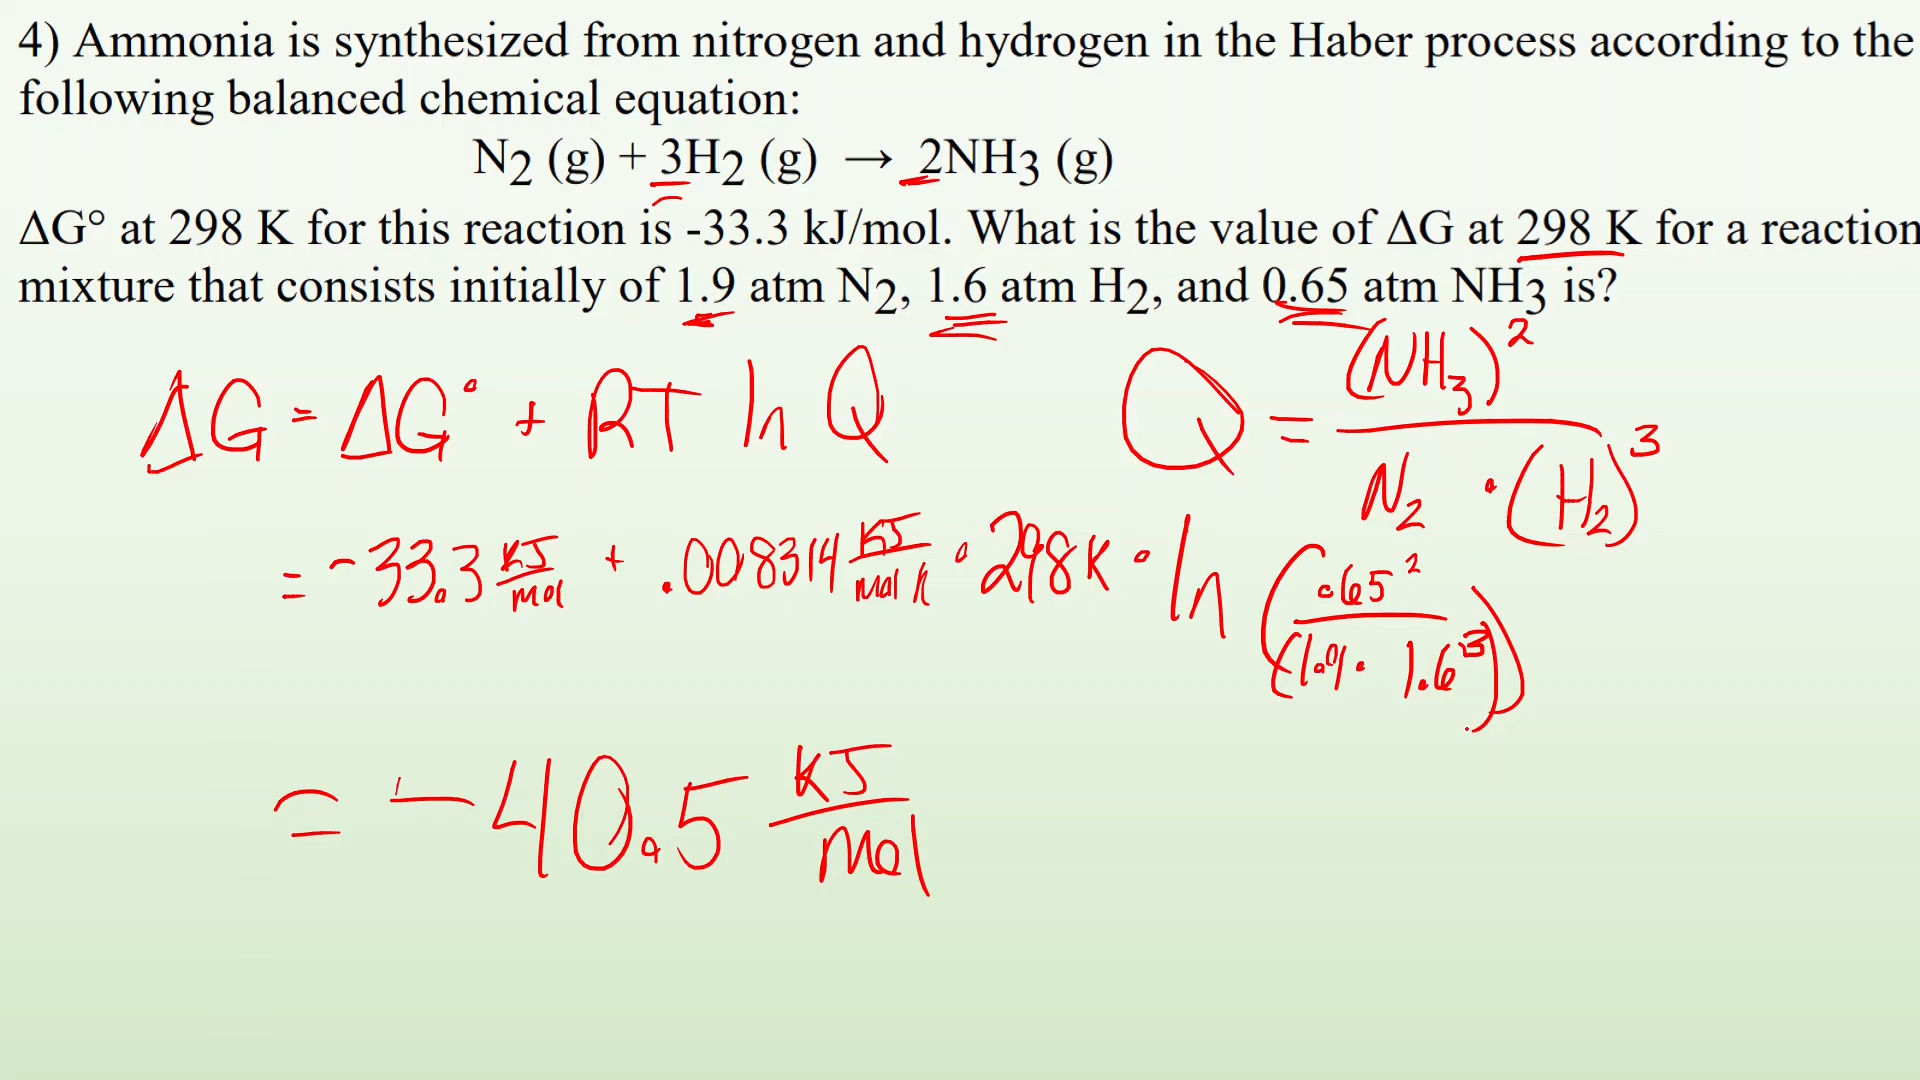 4) Ammonia is synthesized from nitrogen and hydrogen in the Haber process according to the
following balanced chemical equation:
N2 (g) + 3H2 (g) → 2NH3 (g)
ΔG° at 298 K for this reaction is -33.3 kJ/mol. What is the value of ΔG at 298 K for a reaction
mixture that consists initially of 1.9 atm N2, 1.6 atm H2, and 0.65 atm NH3 is?
ΔG = ΔG° + RT ln Q
Q = (NH3)^2 / N2 · (H2)^3
= -33.3 KJ/mol + .008314 KJ/mol K · 298K · ln (.65^2 / (1.9 · 1.6^3))
= -40.5 KJ/mol